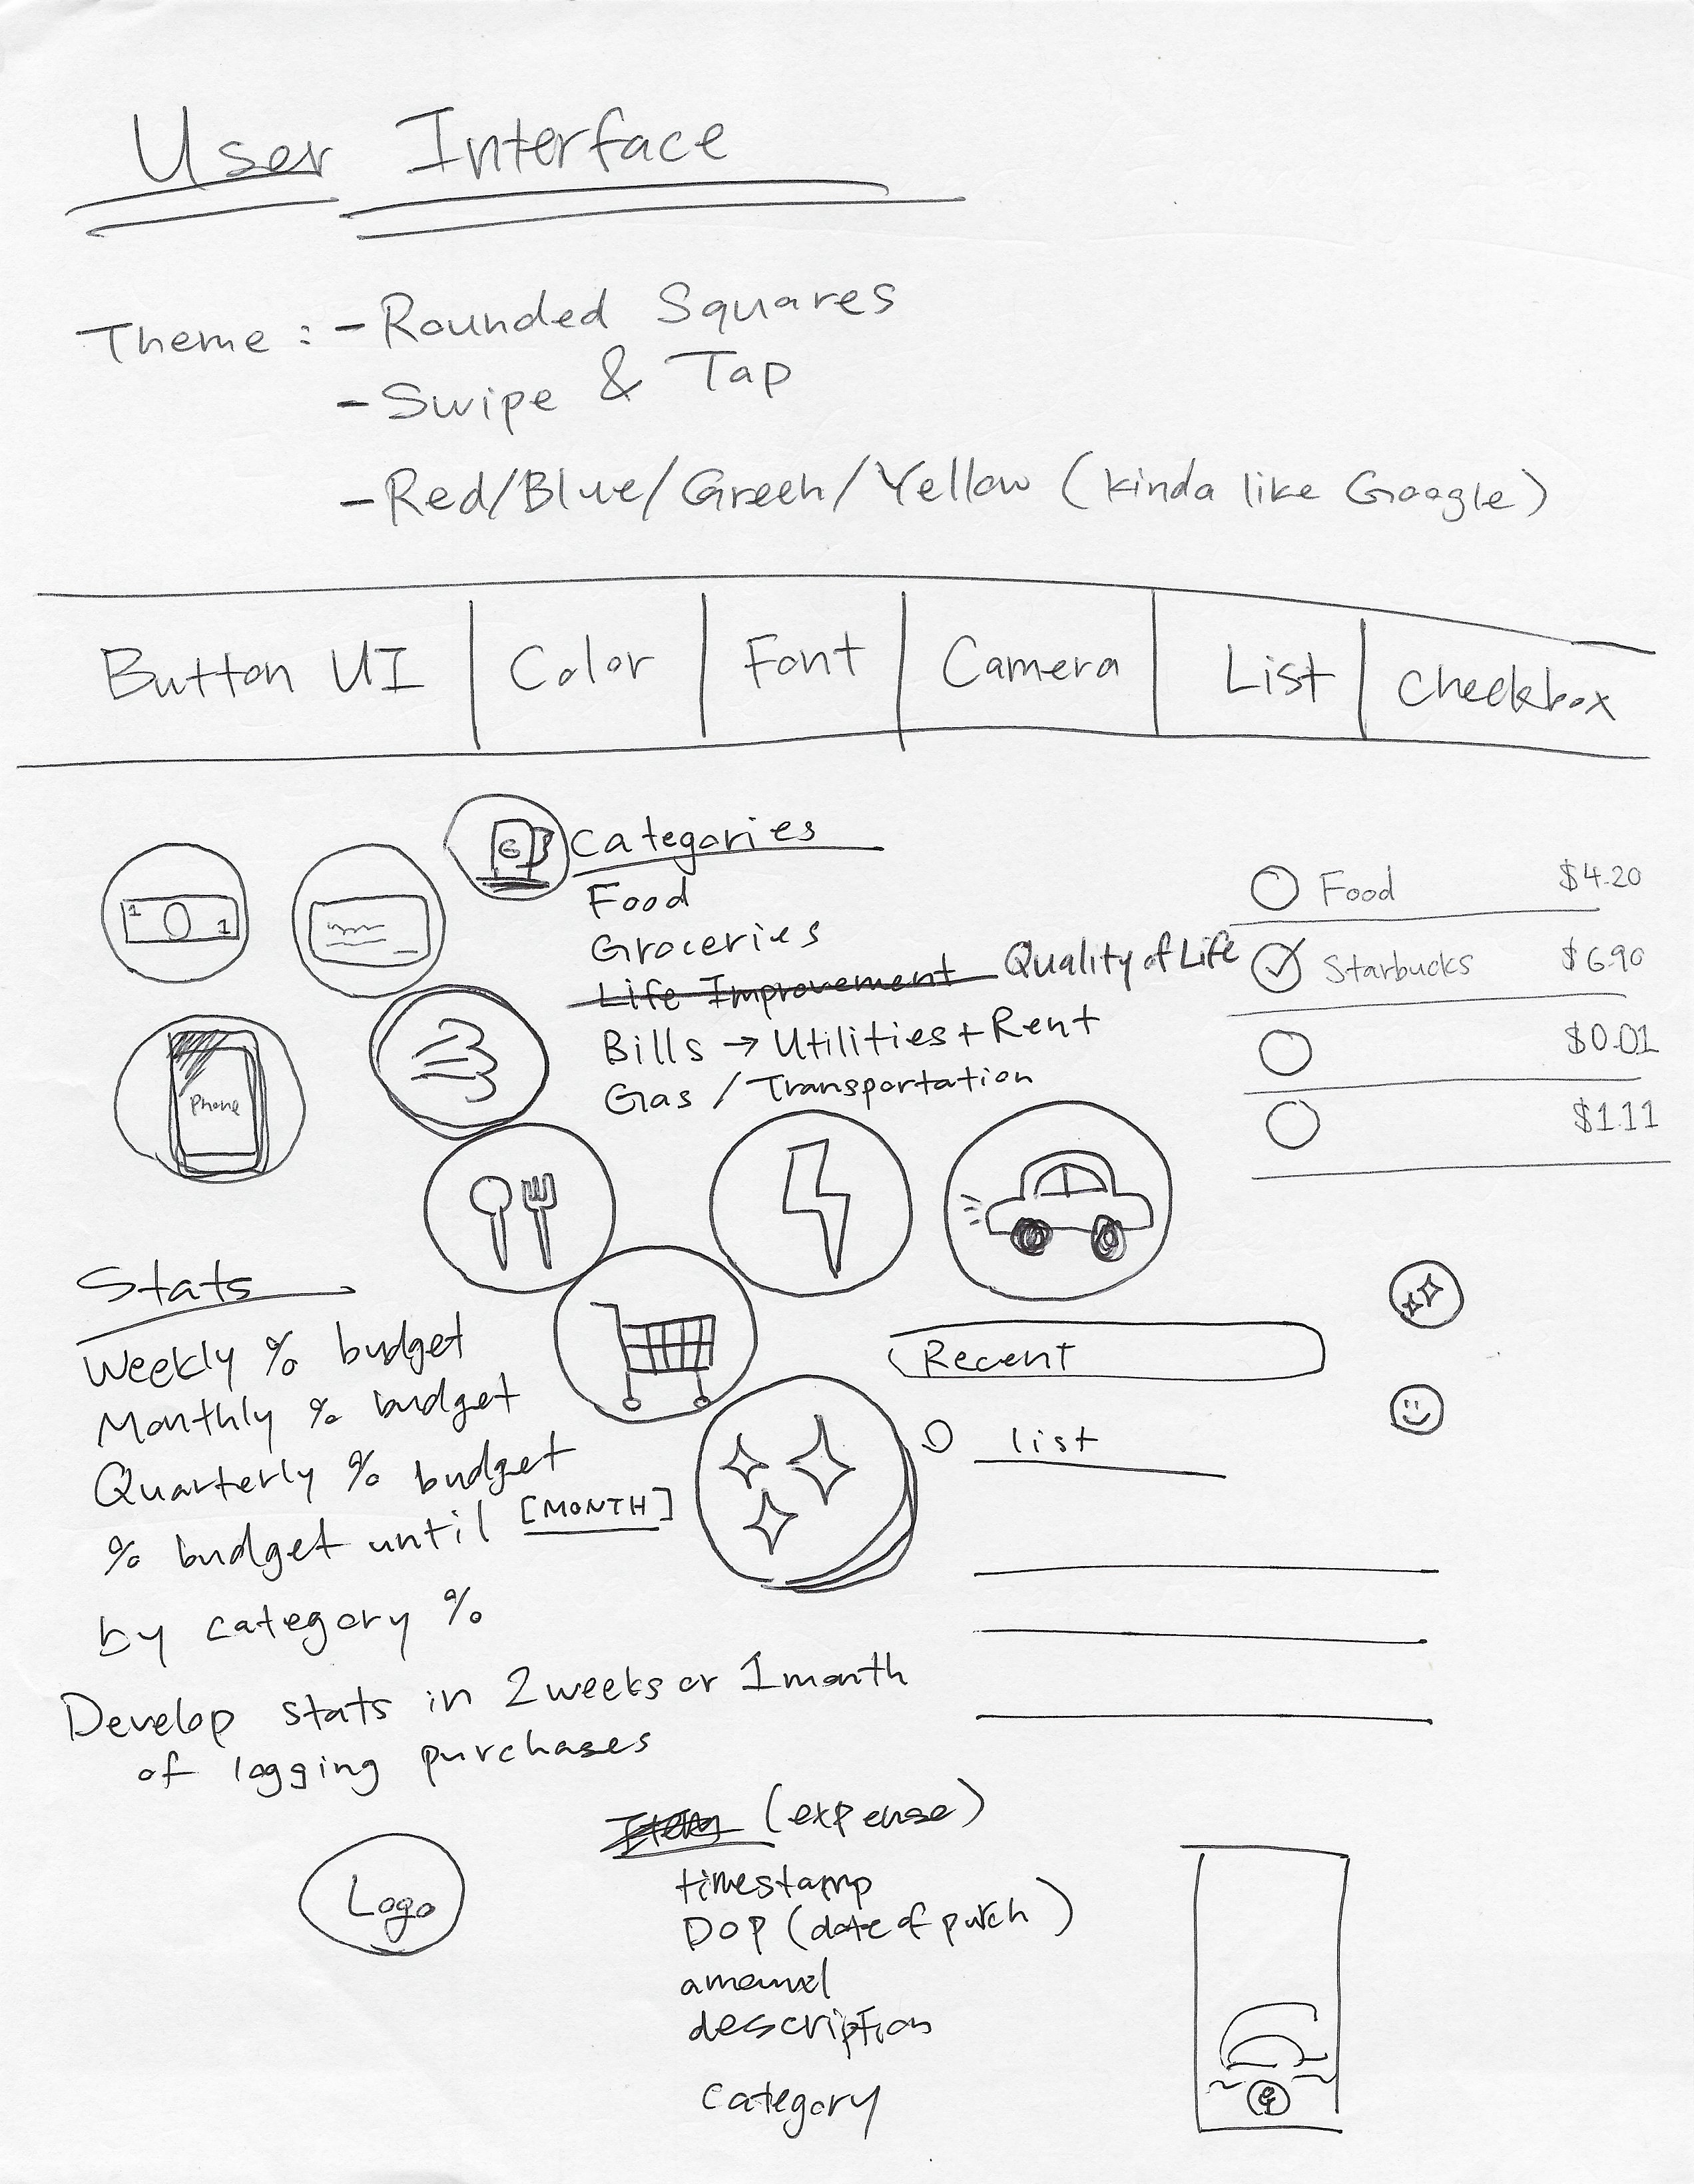 User Interface
Theme : - Rounded Squares
- Swipe & Tap
- Red/Blue/Green/Yellow (kinda like Google)
Button UI | Color | Font | Camera | List | Checkbox
G
Categories
Food
Groceries
Life Improvement Quality of Life
Bills → Utilities + Rent
Gas / Transportation
1 1
Phone
Food $4.20
Starbucks $6.90
$0.01
$1.11
Stats
Weekly % budget
Monthly % budget
Quarterly % budget
% budget until [MONTH]
by category %
Develop stats in 2 weeks or 1 month
of logging purchases
Recent
list
Logo
(expense)
timestamp
DOP (date of purch)
amount
description
category